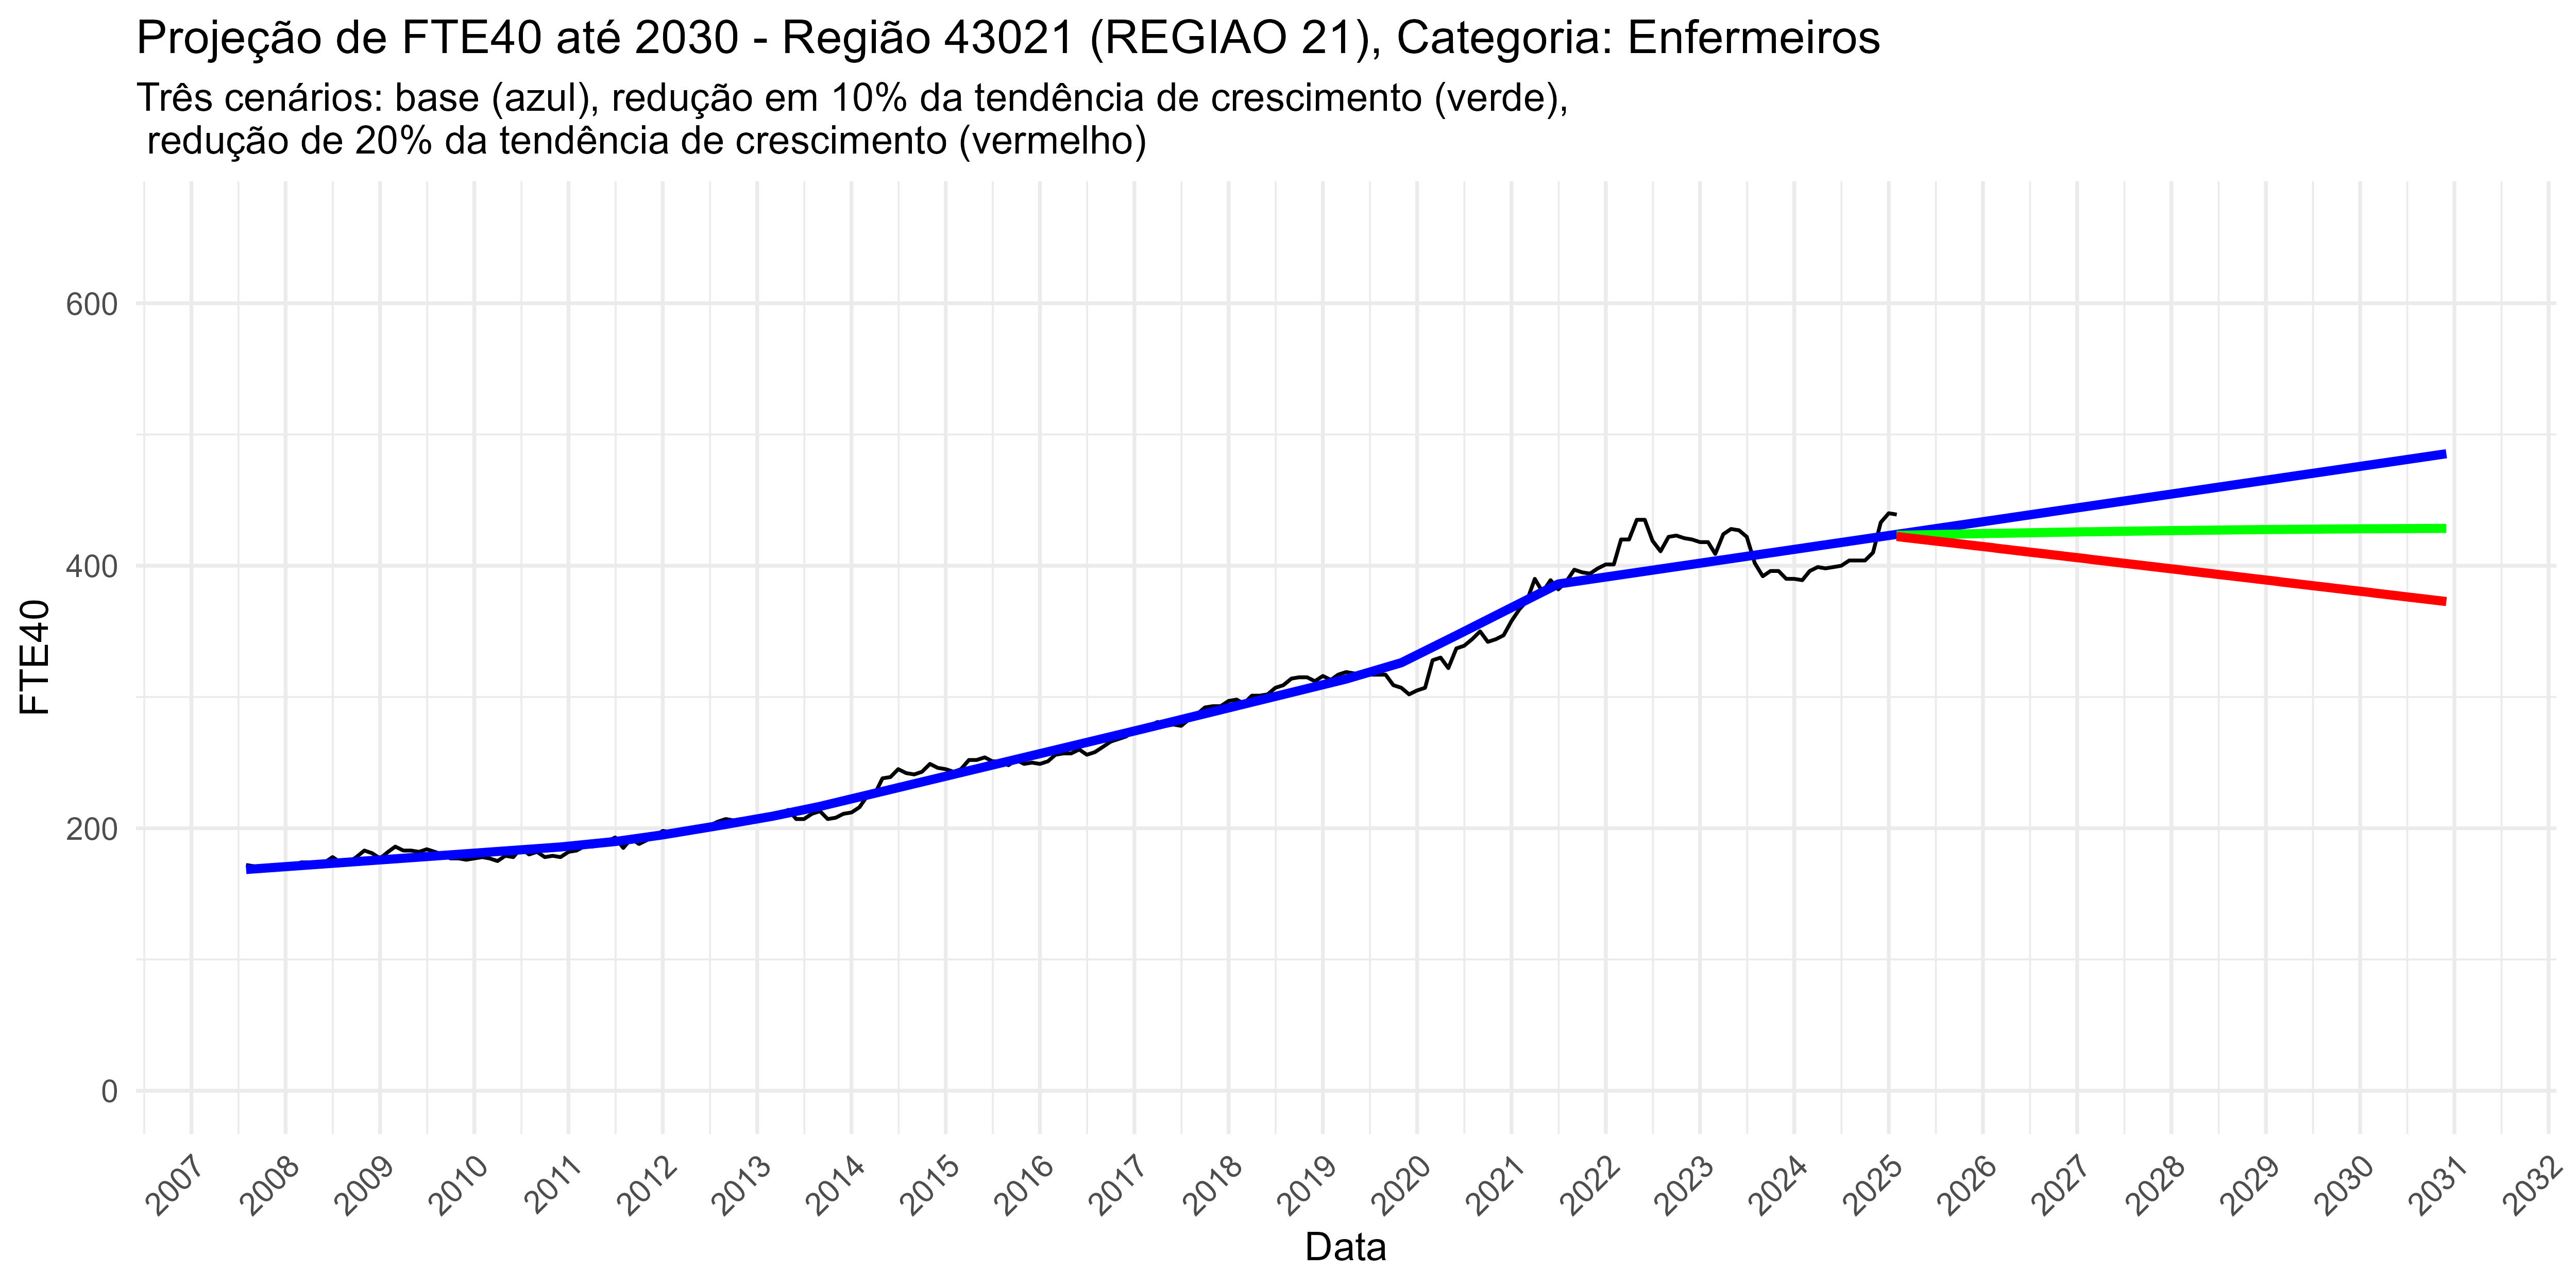 Projeção de FTE40 até 2030 - Região 43021 (REGIAO 21), Categoria: Enfermeiros
Três cenários: base (azul), redução em 10% da tendência de crescimento (verde),
redução de 20% da tendência de crescimento (vermelho)
FTE40
600
400
200
0
2007 2008 2009 2010 2011 2012 2013 2014 2015 2016 2017 2018 2019 2020 2021 2022 2023 2024 2025 2026 2027 2028 2029 2030 2031 2032
Data